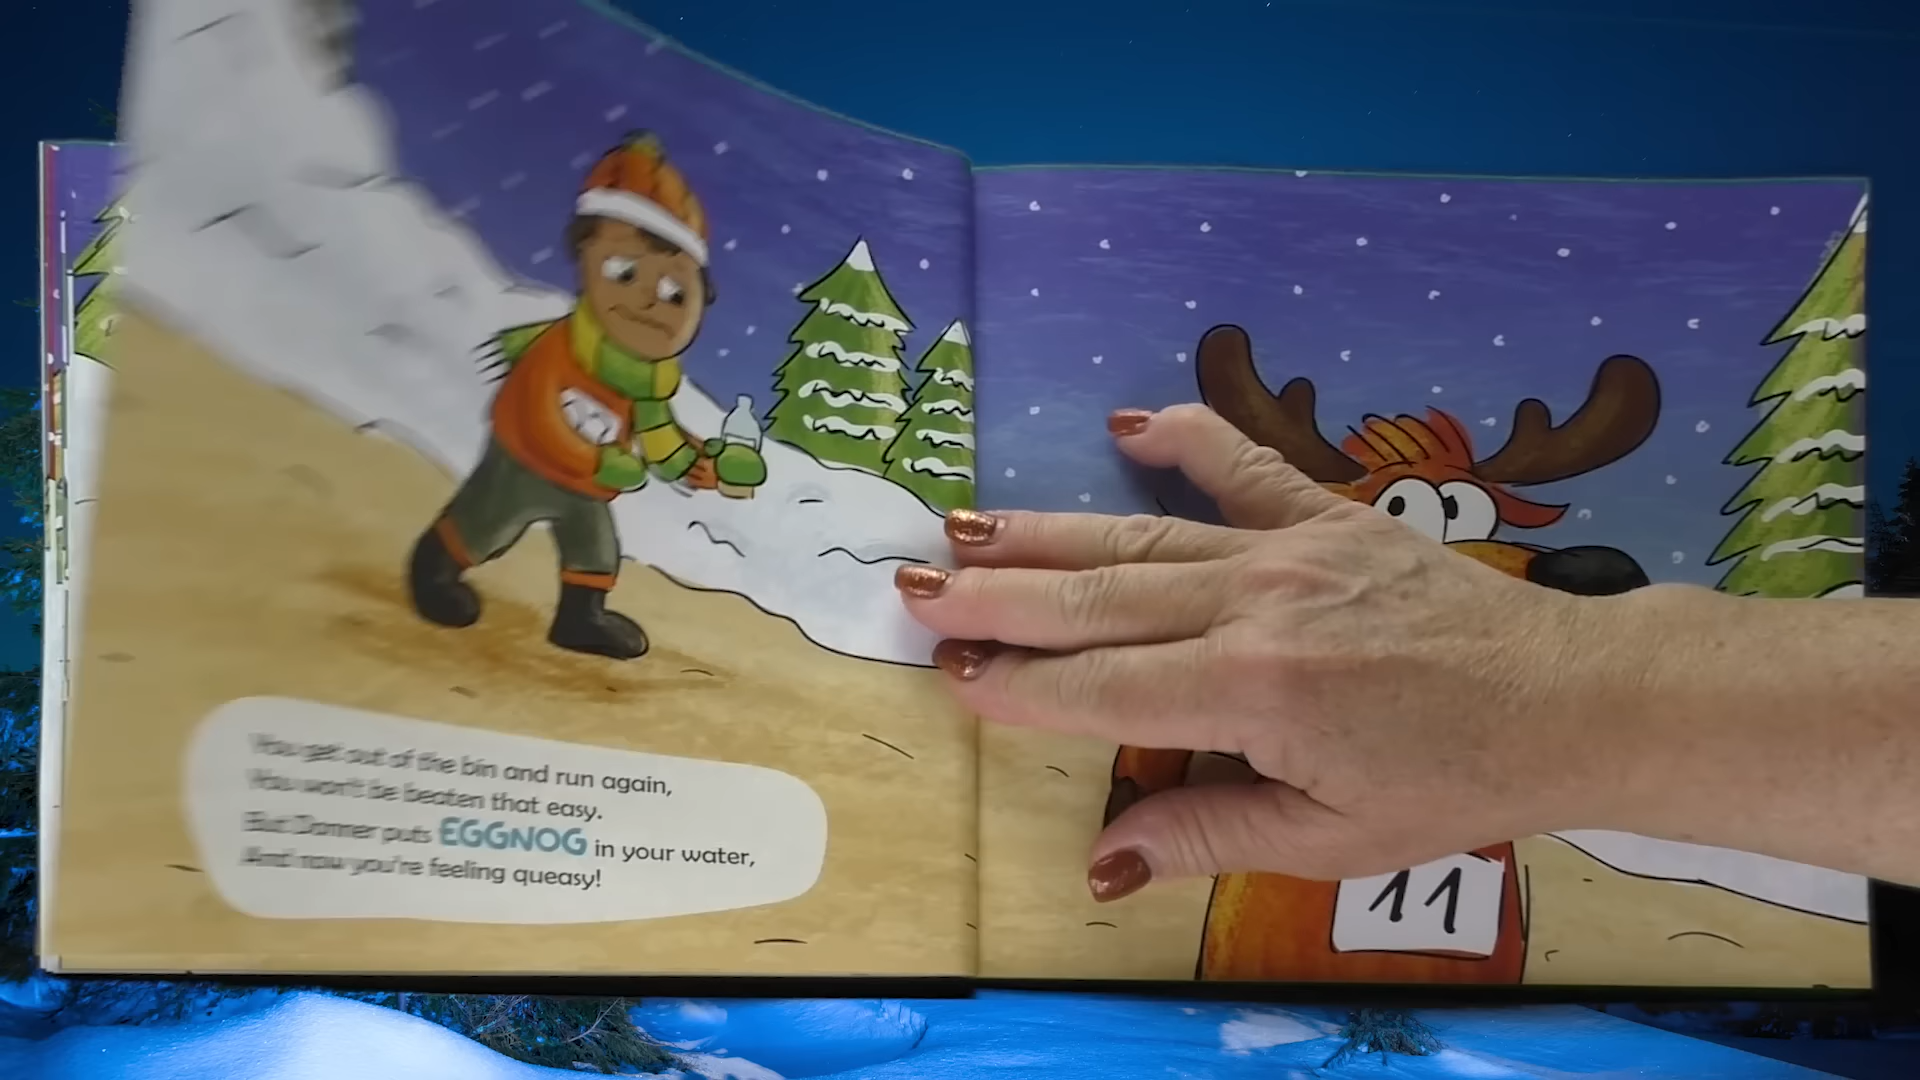 You get out of the bin and run again,
You won't be beaten that easy.
But Donner puts EGGNOG in your water,
And now you're feeling queasy!
11